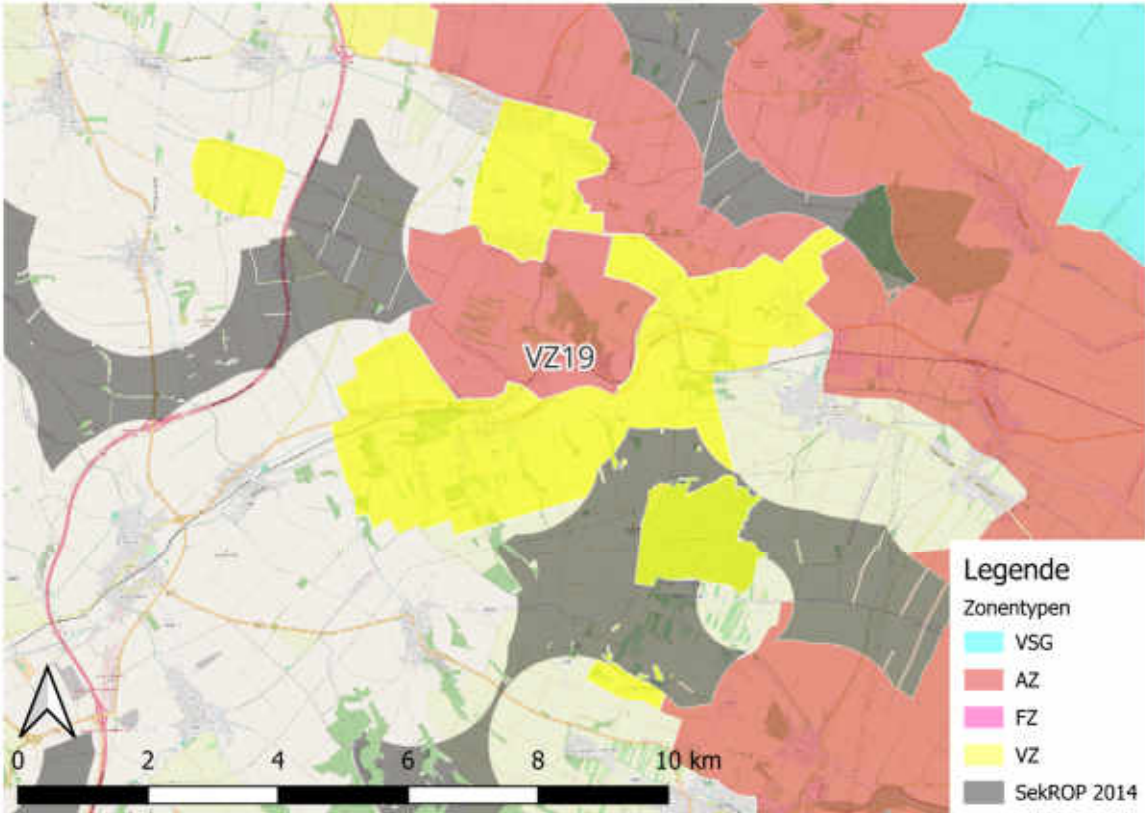 VZ19
Legende
Zonentypen
VSG
AZ
FZ
VZ
SekROP 2014
0 2 4 6 8 10 km